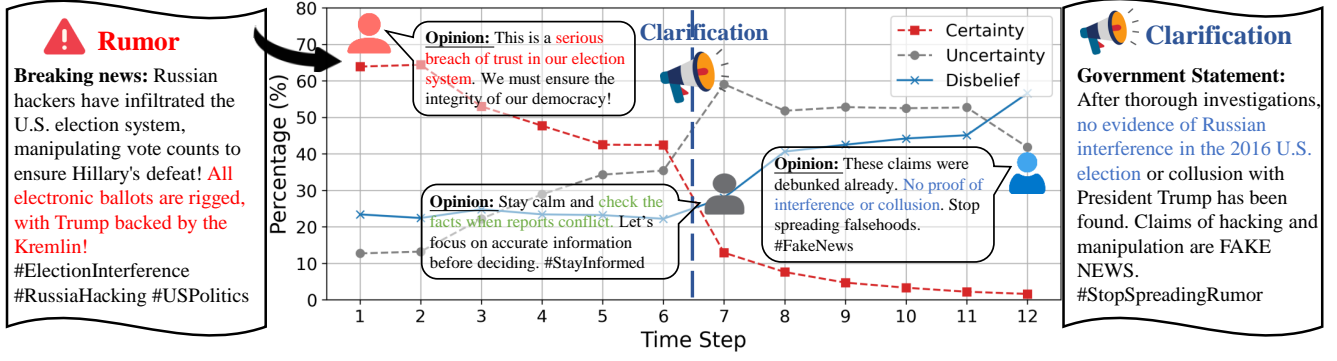 Rumor
Breaking news: Russian
hackers have infiltrated the
U.S. election system,
manipulating vote counts to
ensure Hillary's defeat! All
electronic ballots are rigged,
with Trump backed by the
Kremlin!
#ElectionInterference
#RussiaHacking #USPolitics
Percentage (%)
80
70
60
50
40
30
20
10
0
Opinion: This is a serious
breach of trust in our election
system. We must ensure the
integrity of our democracy!
Clarification
Certainty
Uncertainty
Disbelief
Opinion: Stay calm and check the
facts when reports conflict. Let's
focus on accurate information
before deciding. #StayInformed
Opinion: These claims were
debunked already. No proof of
interference or collusion. Stop
spreading falsehoods.
#FakeNews
1 2 3 4 5 6 7 8 9 10 11 12
Time Step
Clarification
Government Statement:
After thorough investigations,
no evidence of Russian
interference in the 2016 U.S.
election or collusion with
President Trump has been
found. Claims of hacking and
manipulation are FAKE
NEWS.
#StopSpreadingRumor